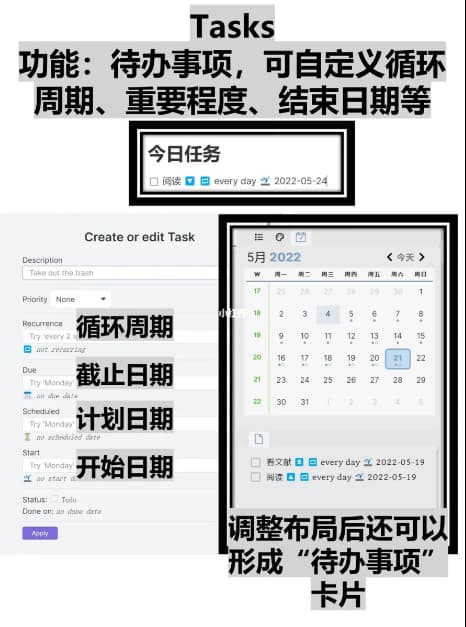 Tasks
功能：待办事项，可自定义循环
周期、重要程度、结束日期等
今日任务
阅读 🔽 🔁 every day 🛫 2022-05-24
Create or edit Task
Description
Take out the trash
Priority None
Recurrence
循环周期
Try 'every 2
🔁 not recurring
Due
截止日期
Try 'Monday'
📅 no due date
Scheduled
计划日期
Try 'Monday'
⏳ no scheduled date
Start
开始日期
Try 'Monday'
🛫 no start
Status: Todo
Done on: no done date
Apply
小红书
5月 2022
今天
W 周一 周二 周三 周四 周五 周六 周日
17 25 26 27 28 29 30 1
18 2 3 4 5 6 7 8
19 9 10 11 12 13 14 15
20 16 17 18 19 20 21 22
21 23 24 25 26 27 28 29
22 30 31 1 2 3 4 5
看文献 🔼 🔁 every day 🛫 2022-05-19
阅读 🔼 🔁 every day 🛫 2022-05-19
调整布局后还可以
形成“待办事项”
卡片